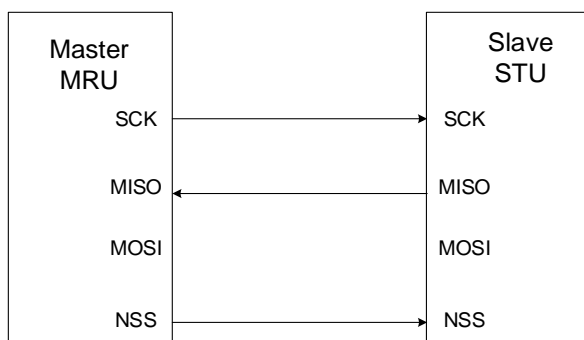 Master
MRU
Slave
STU
SCK
SCK
MISO
MISO
MOSI
MOSI
NSS
NSS